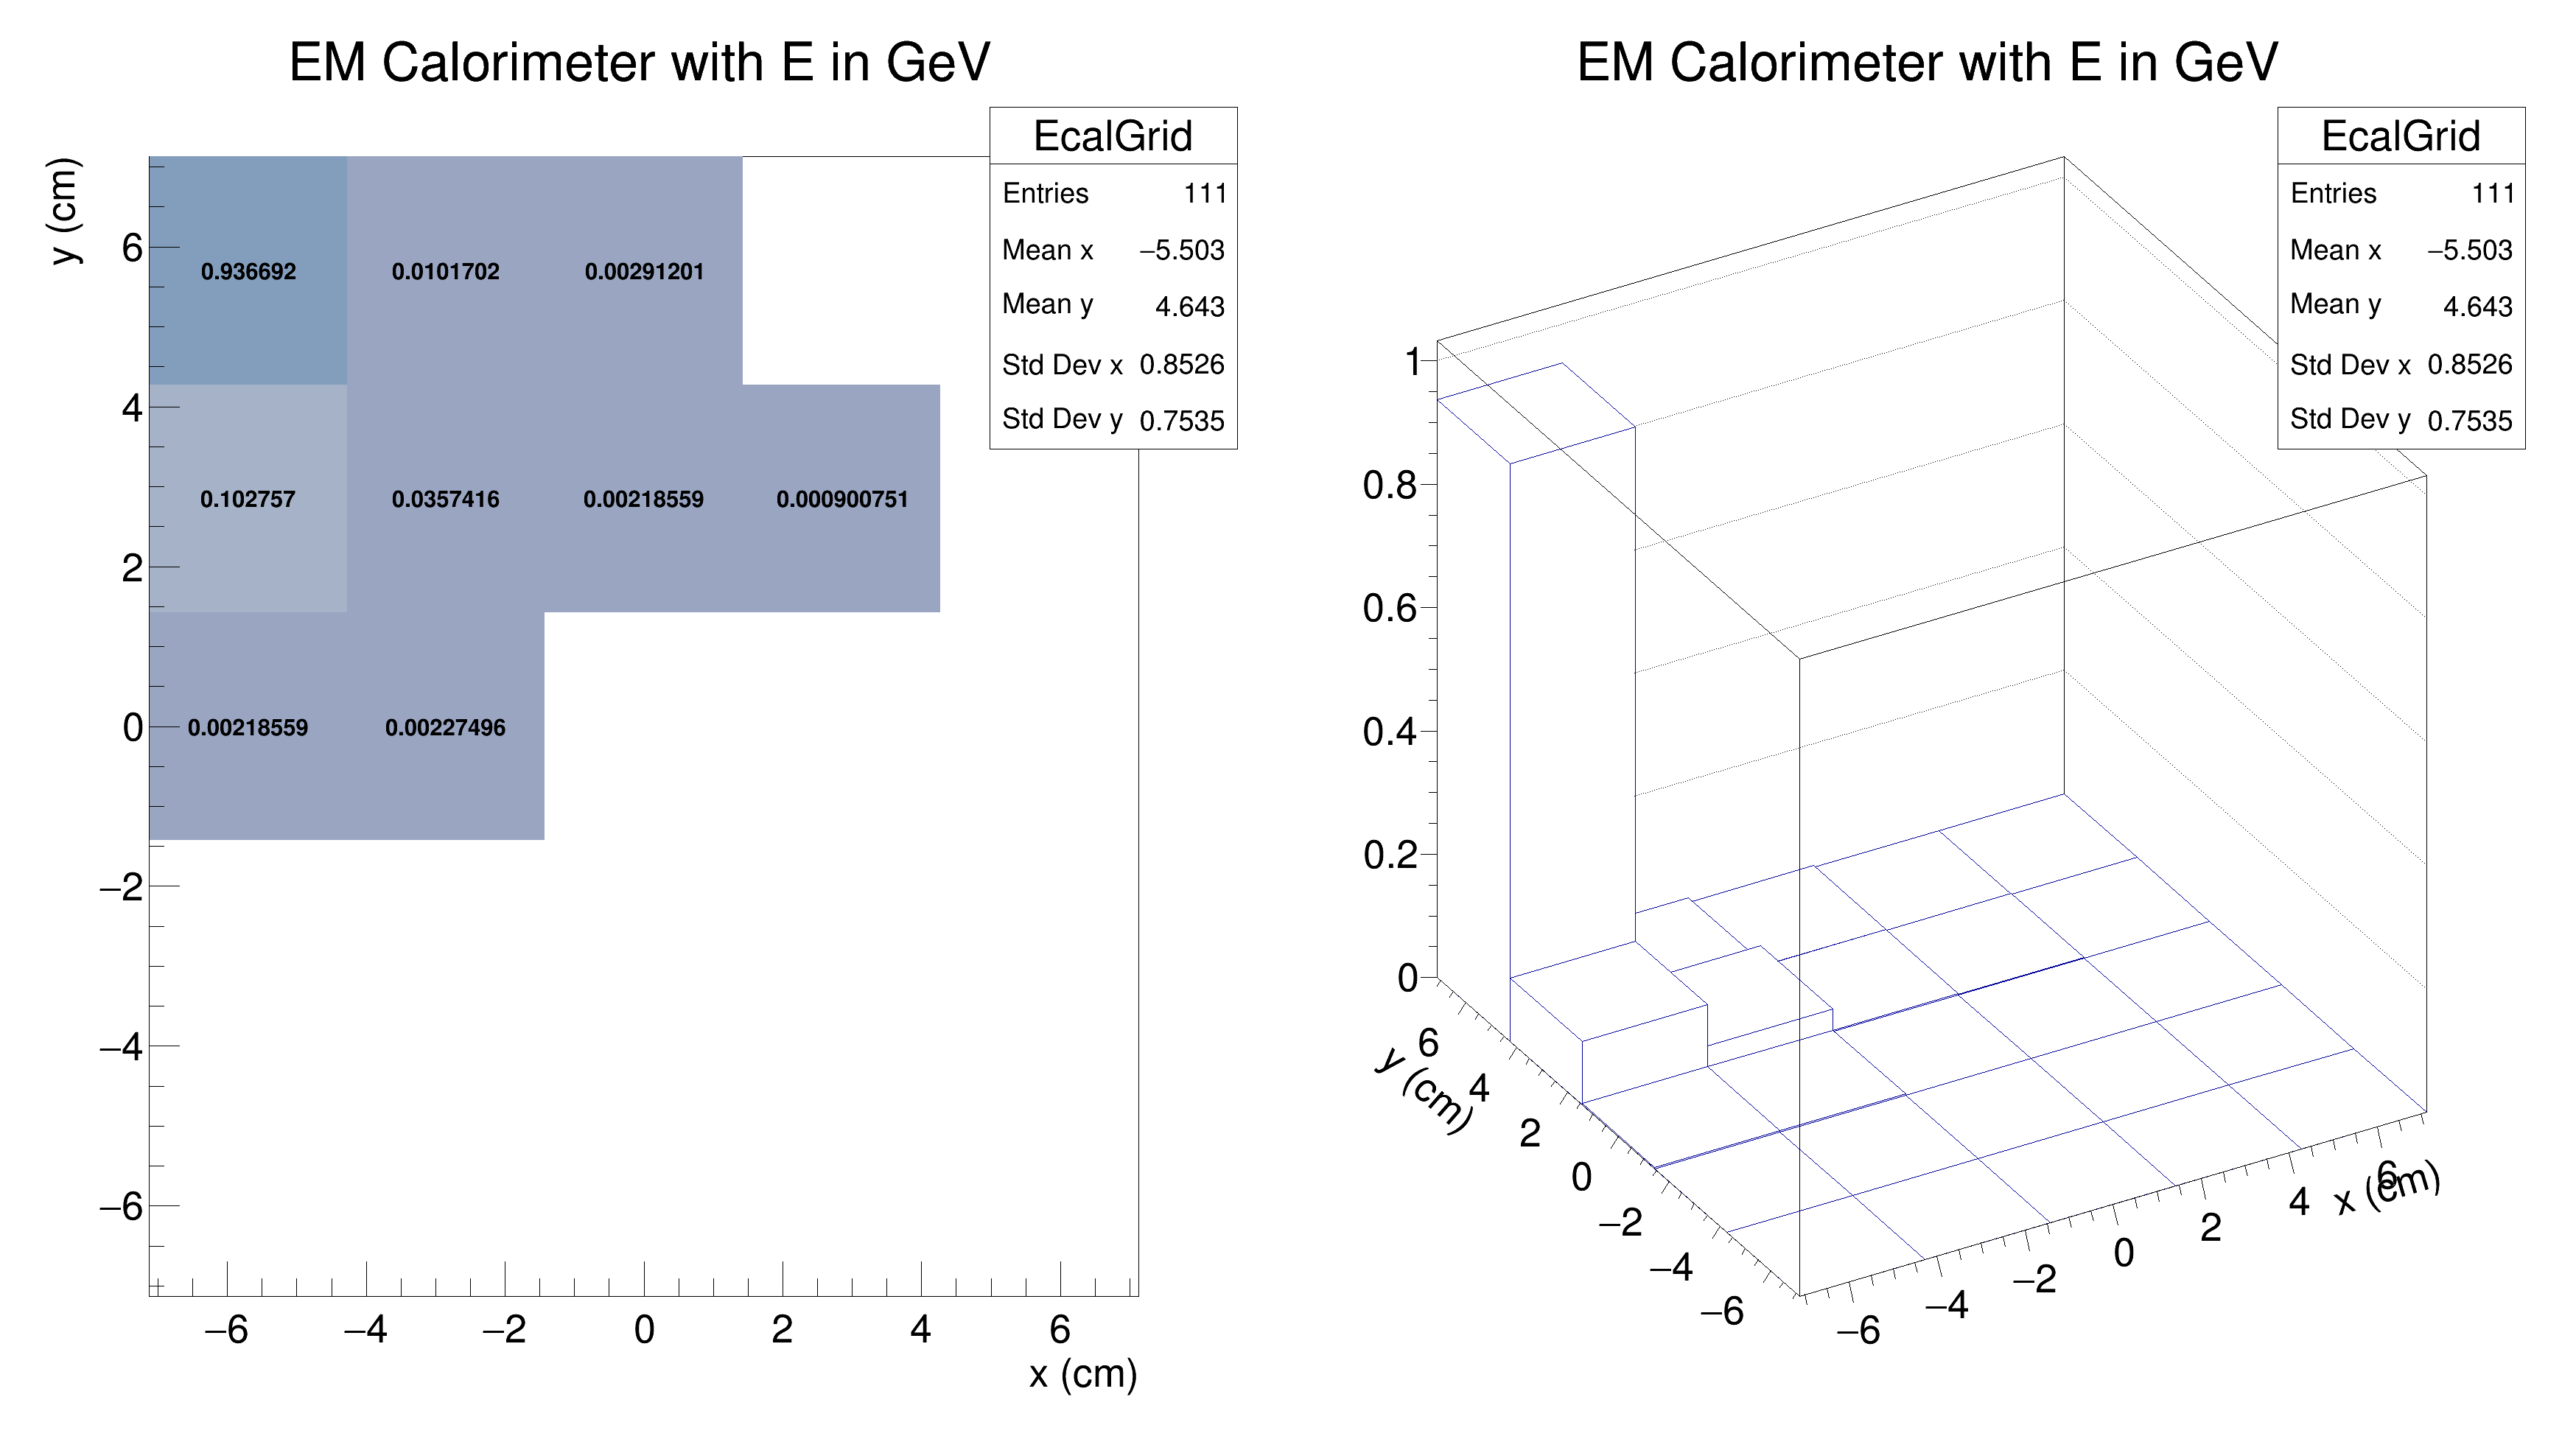 EM Calorimeter with E in GeV
EcalGrid
Entries 111
Mean x −5.503
Mean y 4.643
Std Dev x 0.8526
Std Dev y 0.7535
y (cm)
6
4
2
0
−2
−4
−6
0.936692 0.0101702 0.00291201
0.102757 0.0357416 0.00218559 0.000900751
0.00218559 0.00227496
−6 −4 −2 0 2 4 6
x (cm)
EM Calorimeter with E in GeV
EcalGrid
Entries 111
Mean x −5.503
Mean y 4.643
Std Dev x 0.8526
Std Dev y 0.7535
1
0.8
0.6
0.4
0.2
0
y (cm)
6
4
2
0
−2
−4
−6
−6 −4 −2 0 2 4 6
x (cm)